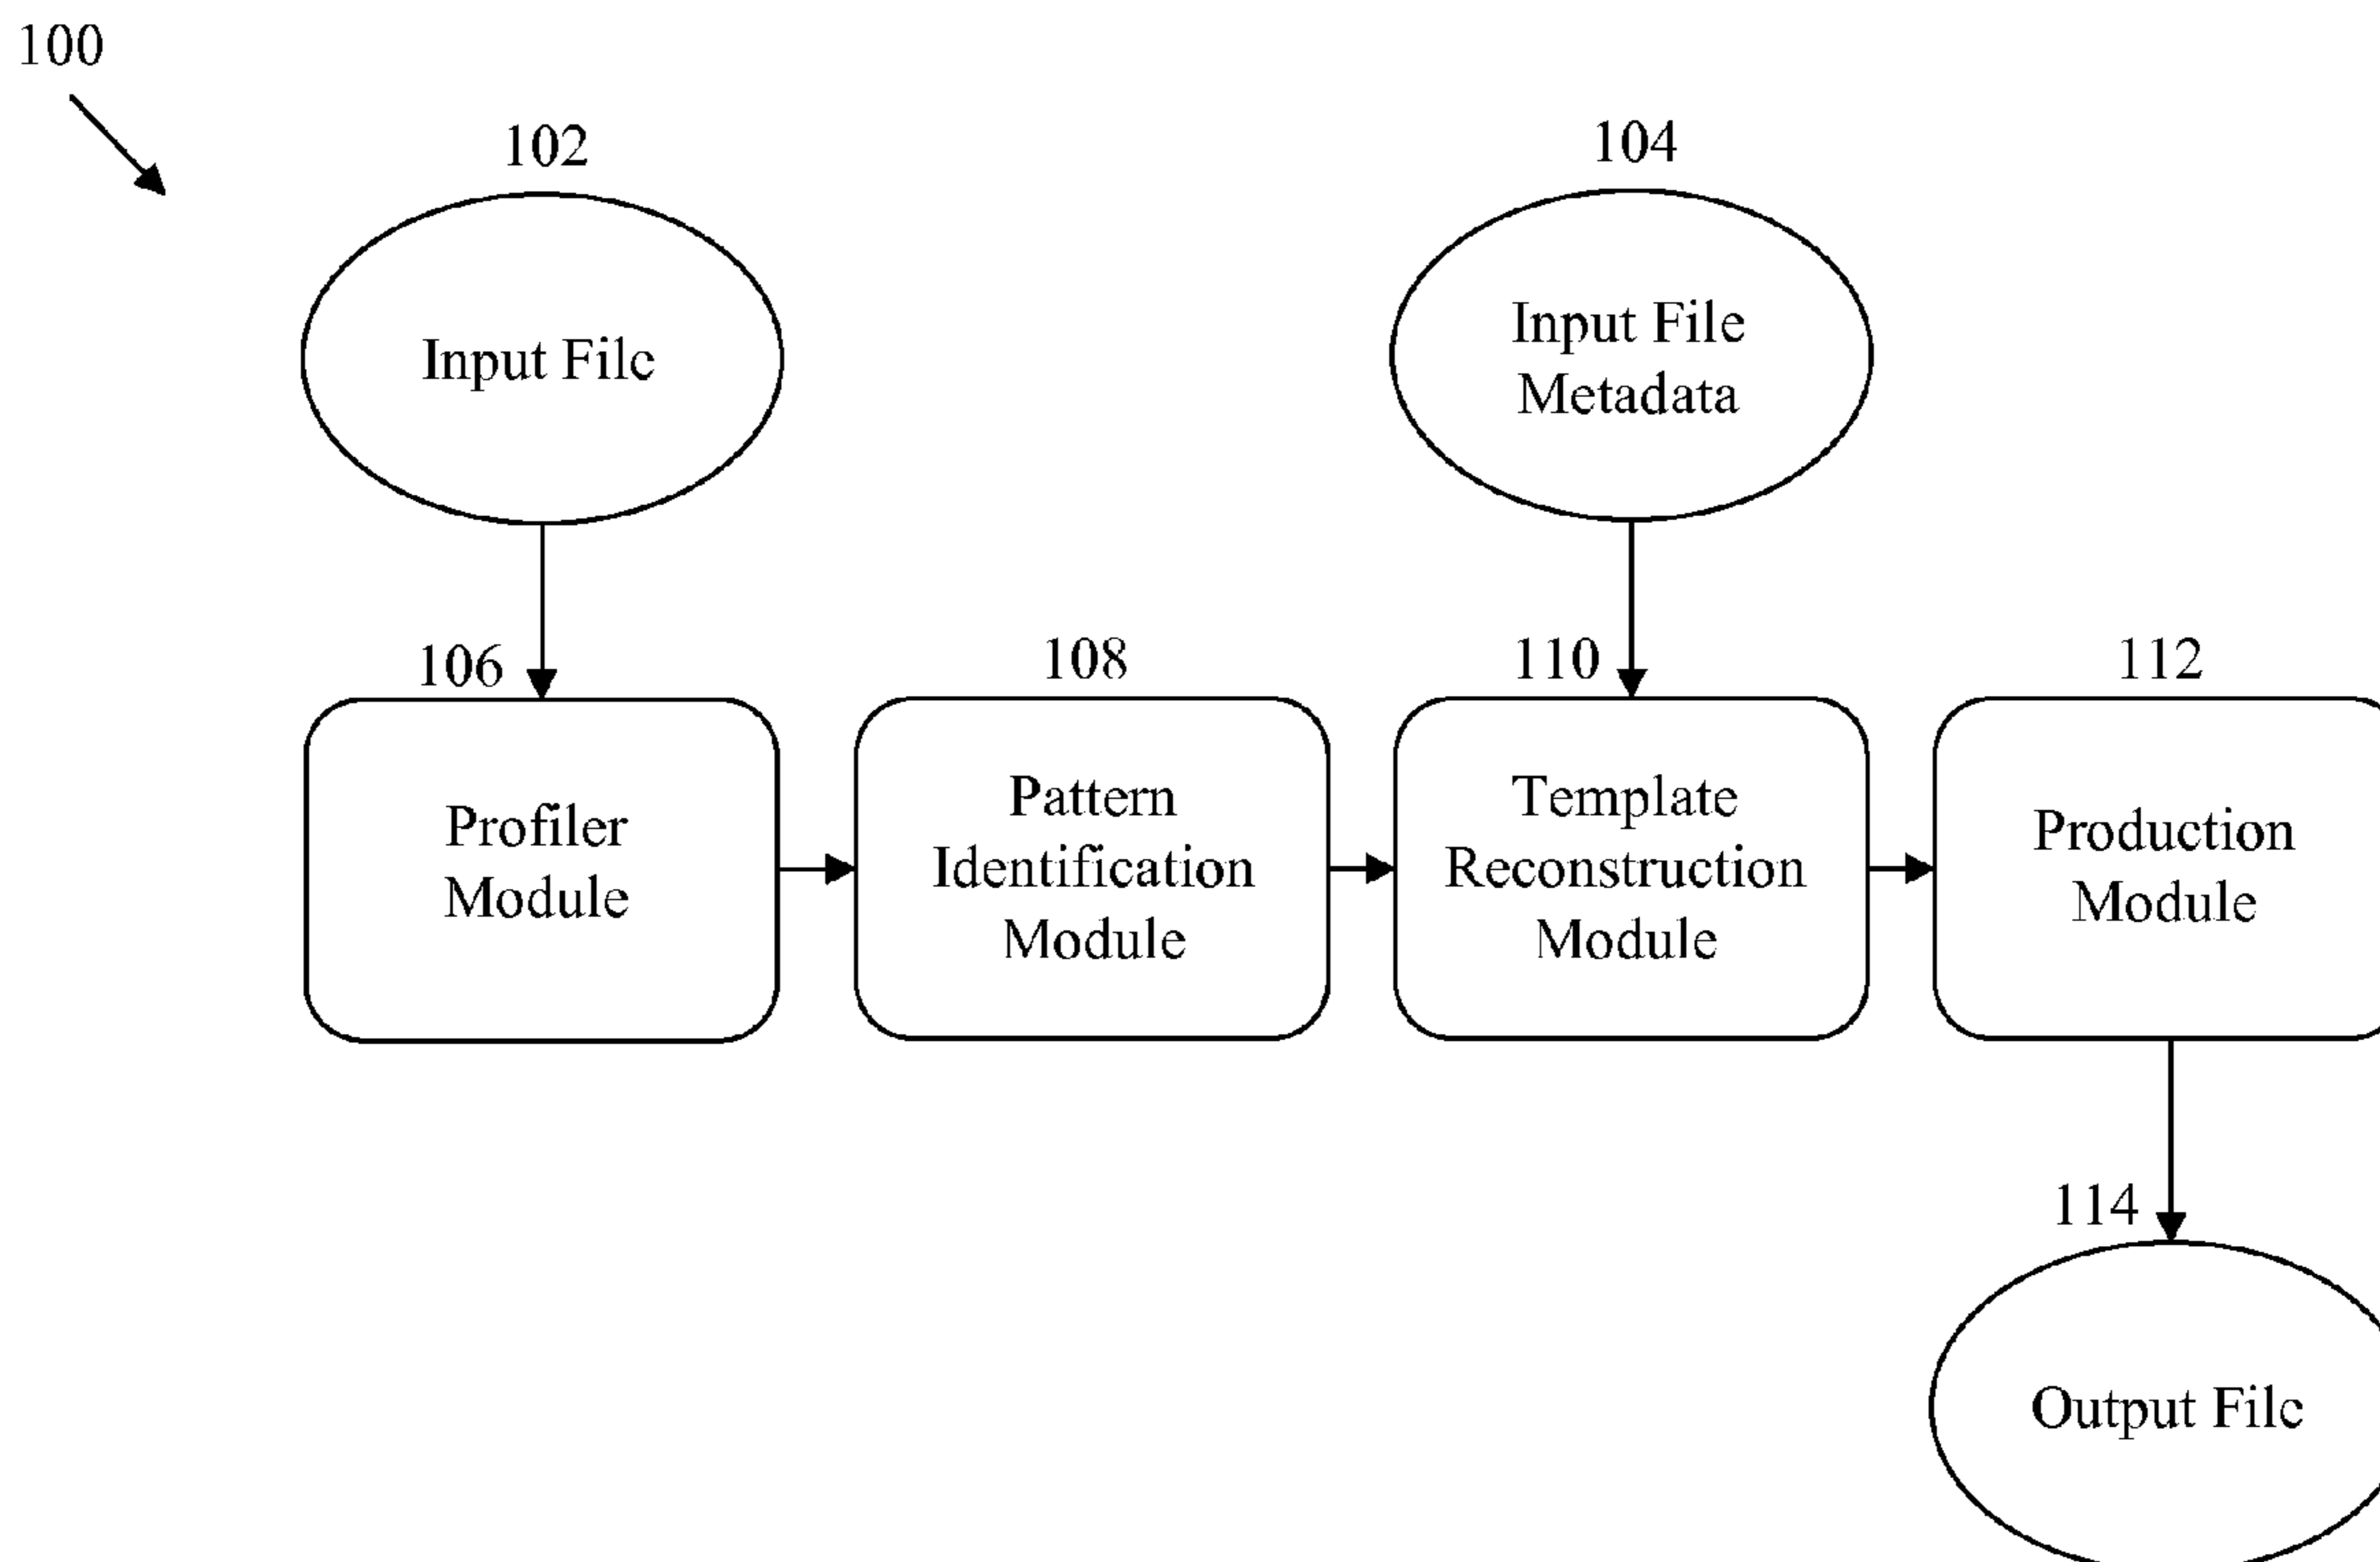 100
102
104
Input File
Input File
Metadata
106
108
110
112
Profiler
Module
Pattern
Identification
Module
Template
Reconstruction
Module
Production
Module
114
Output File